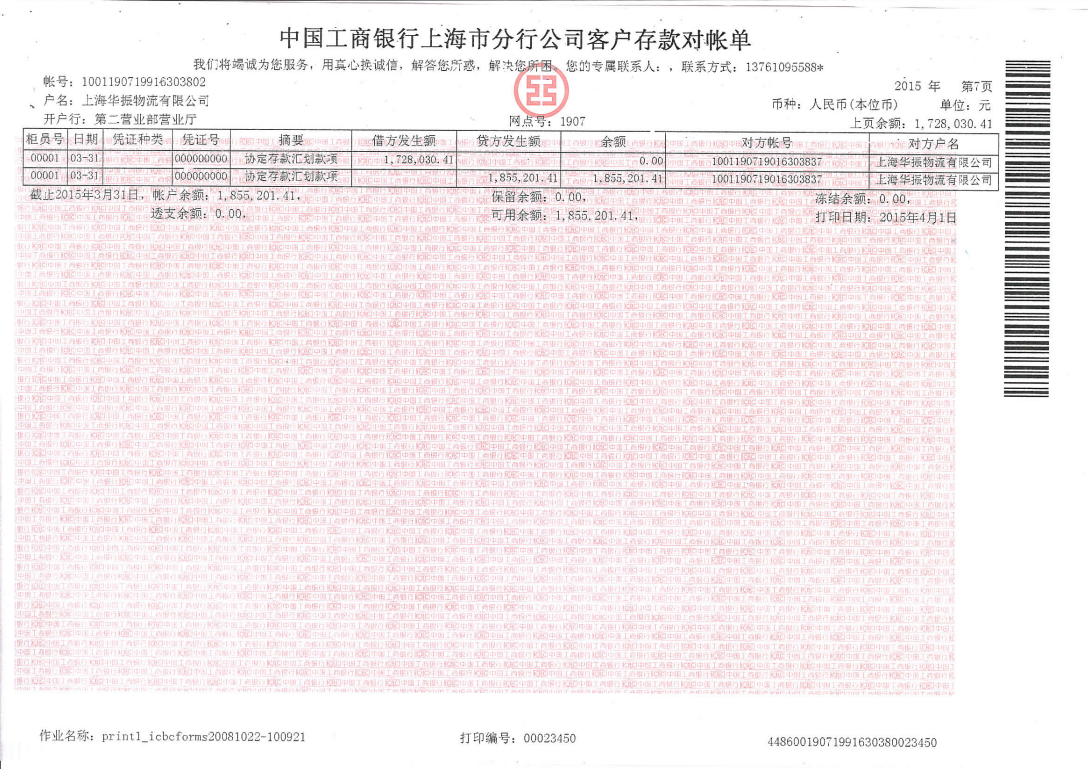 中国工商银行上海市分行公司客户存款对帐单
我们将竭诚为您服务，用真心换诚信，解答您所惑，解决您所困。您的专属联系人：，联系方式：13761095588*
帐号：1001190719916303802
2015 年 第7页
户名：上海华振物流有限公司
币种：人民币(本位币) 单位：元
开户行：第二营业部营业厅 网点号：1907 上页余额：1,728,030.41
柜员号 日期 凭证种类 凭证号 摘要 借方发生额 贷方发生额 余额 对方帐号 对方户名
00001 03-31 000000000 协定存款汇划款项 1,728,030.41 0.00 1001190719016303837 上海华振物流有限公司
00001 03-31 000000000 协定存款汇划款项 1,855,201.41 1,855,201.41 1001190719016303837 上海华振物流有限公司
截止2015年3月31日，帐户余额：1,855,201.41， 保留余额：0.00， 冻结余额：0.00，
透支余额：0.00， 可用余额：1,855,201.41， 打印日期：2015年4月1日
作业名称：print1_icbcforms20081022-100921 打印编号：00023450 44860019071991630380023450